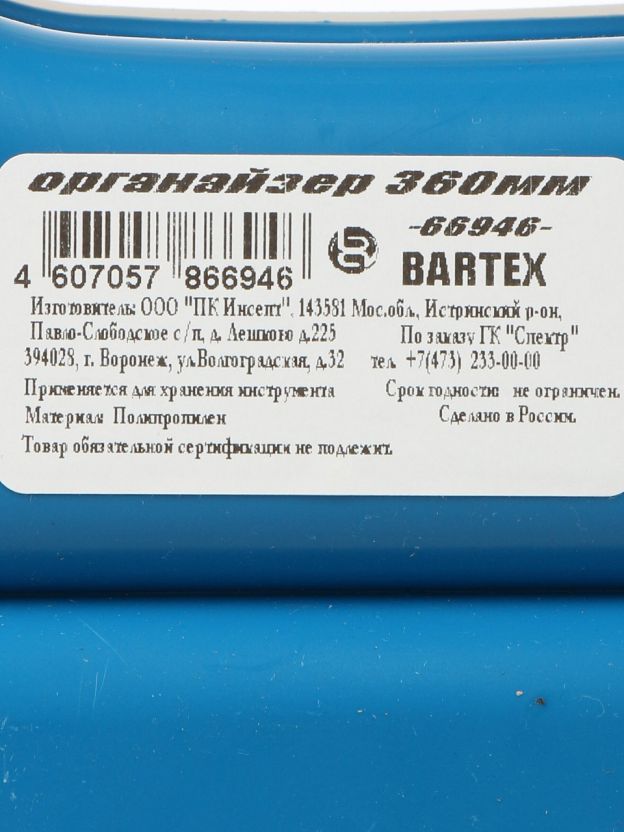 органайзер 360мм
-66946-
BARTEX
4 607057 866946
Изготовитель: ООО "ПК Инсепт", 143581 Мос.обл., Истринский р-он,
Павло-Слободское с/п, д. Лешково д.225
По заказу ГК "Спектр"
394028, г. Воронеж, ул.Волгоградская, д.32 тел. +7(473) 233-00-00
Применяется для хранения инструмента
Срок годности: не ограничен.
Материал: Полипропилен
Сделано в России.
Товар обязательной сертификации не подлежит.